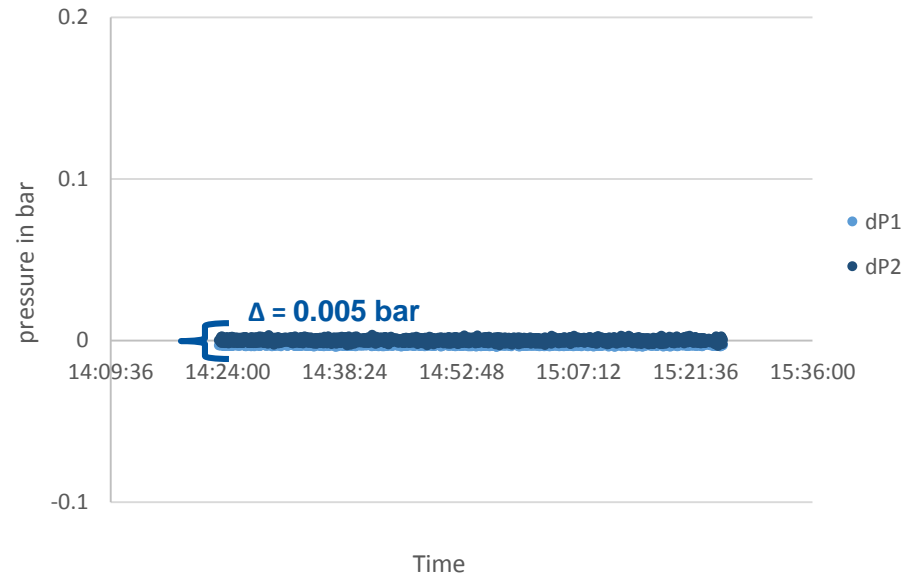 0.2
0.1
0
-0.1
pressure in bar
Δ = 0.005 bar
dP1
dP2
14:09:36 14:24:00 14:38:24 14:52:48 15:07:12 15:21:36 15:36:00
Time